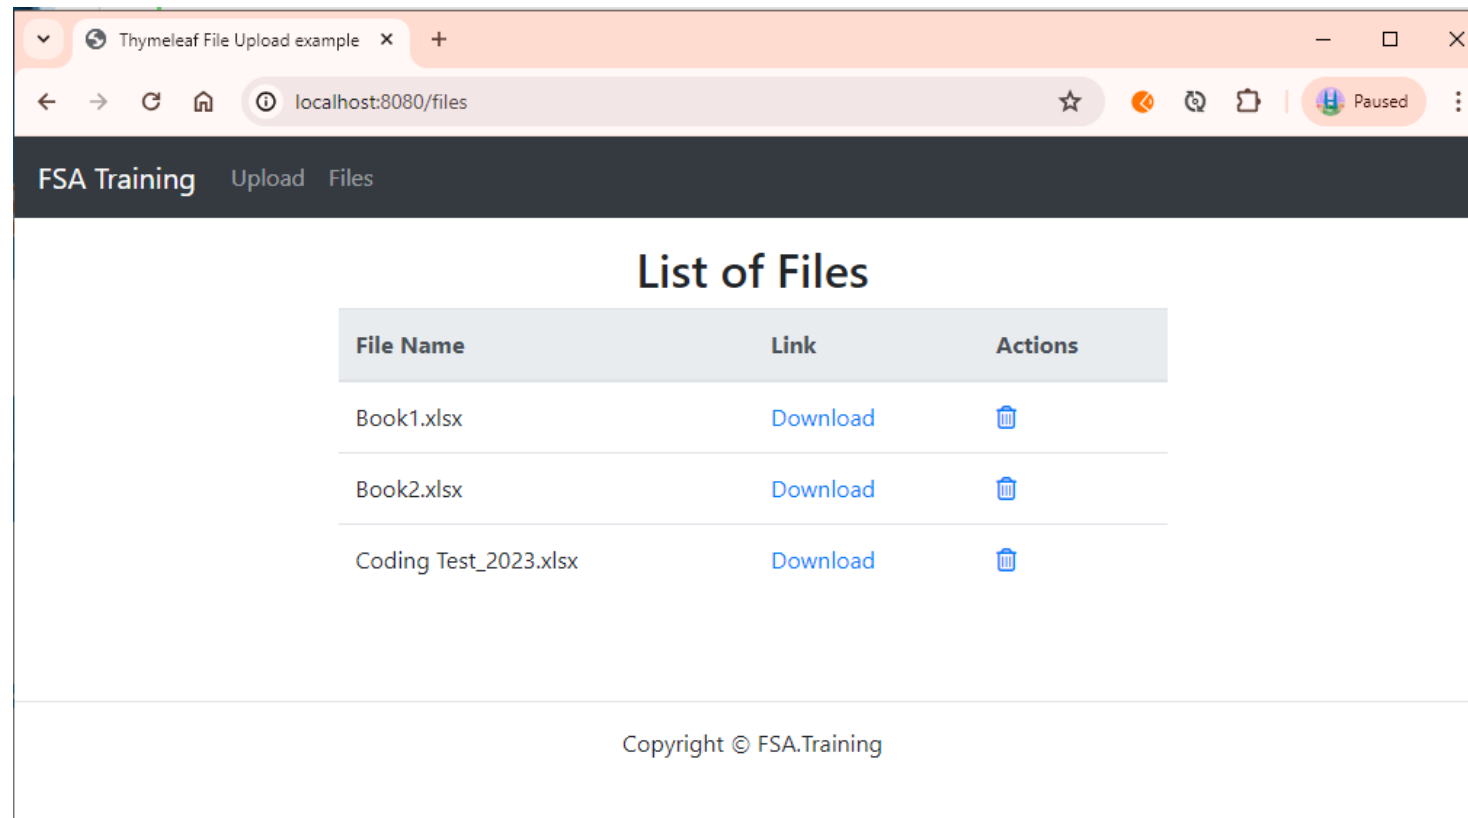 Thymeleaf File Upload example
localhost:8080/files
Paused
FSA Training Upload Files
List of Files
File Name Link Actions
Book1.xlsx Download
Book2.xlsx Download
Coding Test_2023.xlsx Download
Copyright © FSA.Training